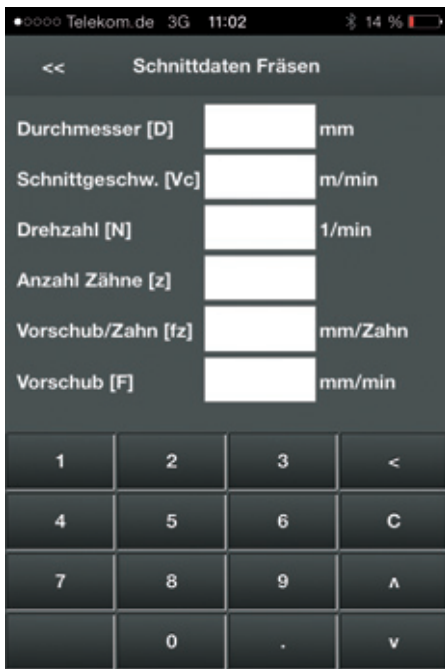 ●○○○○ Telekom.de 3G 11:02 14 %
<< Schnittdaten Fräsen
Durchmesser [D] mm
Schnittgeschw. [Vc] m/min
Drehzahl [N] 1/min
Anzahl Zähne [z]
Vorschub/Zahn [fz] mm/Zahn
Vorschub [F] mm/min
1 2 3 <
4 5 6 C
7 8 9 ʌ
0 . v